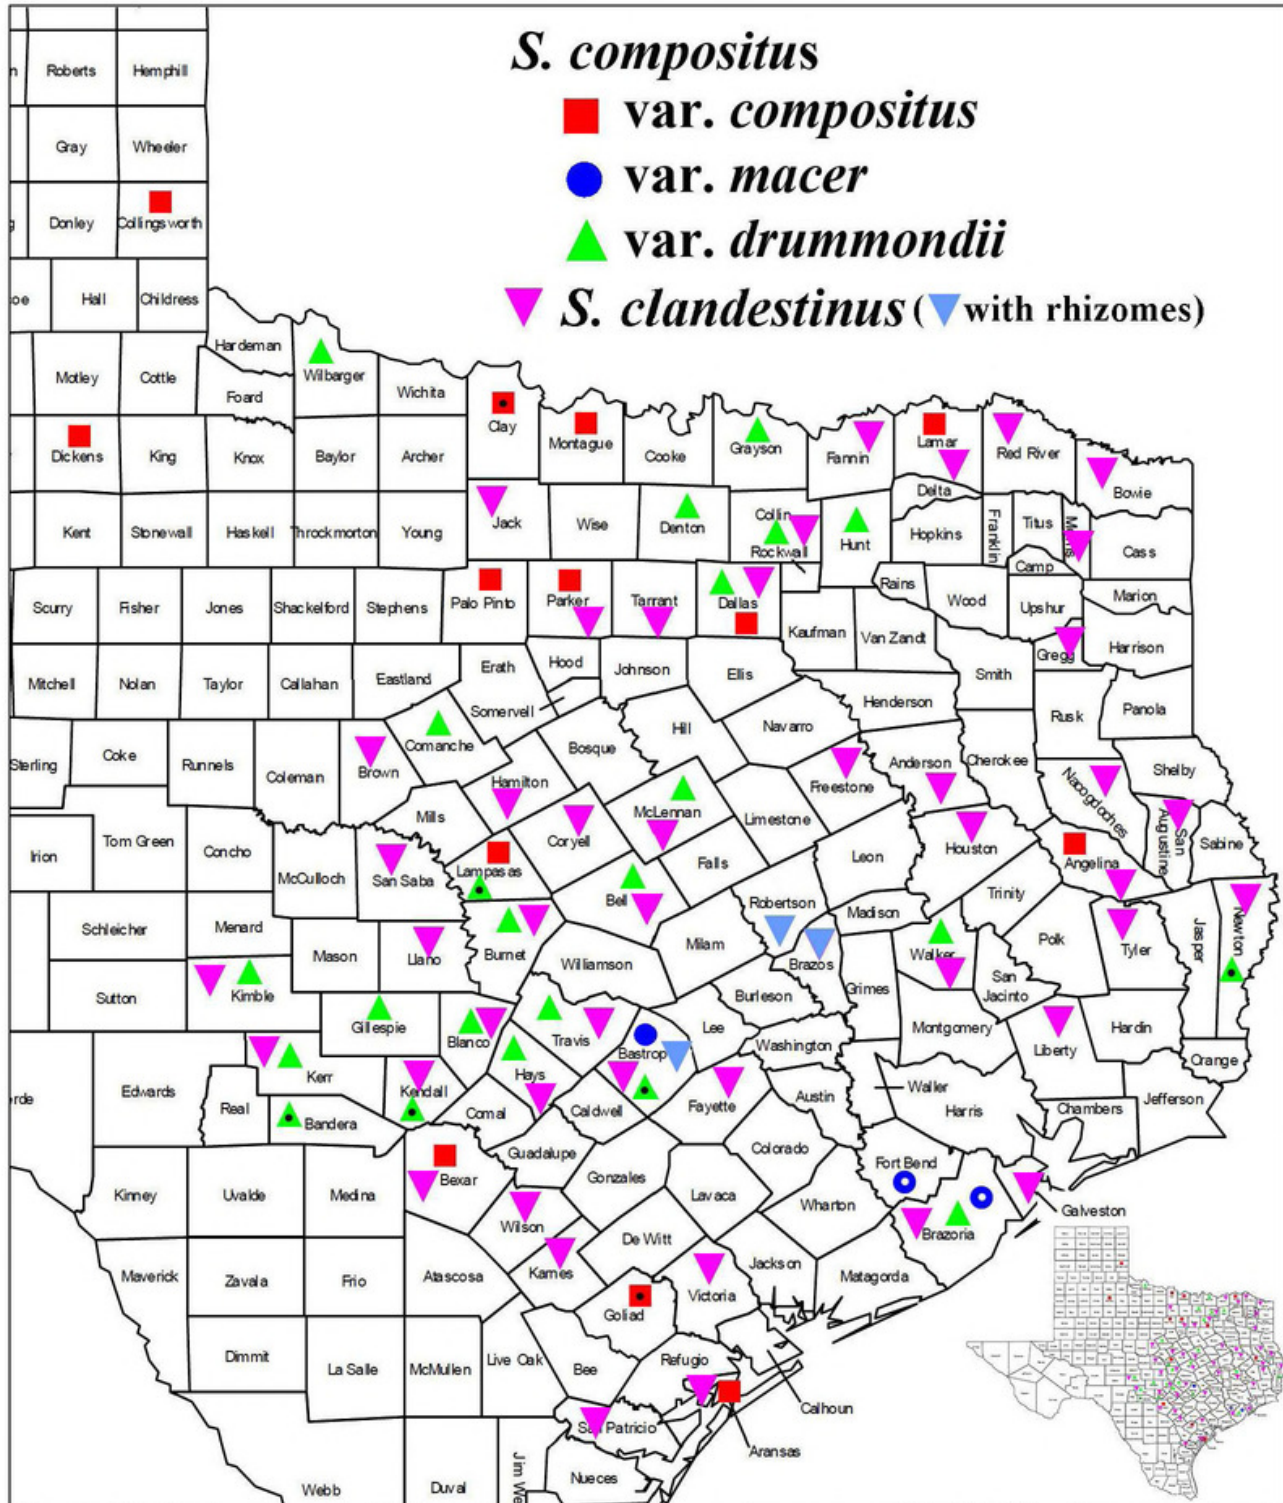 S. compositus
var. compositus
var. macer
var. drummondii
S. clandestinus ( with rhizomes)
Roberts Hemphill
Gray Wheeler
Donley Collingsworth
Hall Childress
Hardeman
Motley Cottle Foard Wilbarger Wichita Clay Montague Cooke Grayson Fannin Lamar Red River Bowie
Dickens King Knox Baylor Archer
Delta
Kent Stonewall Haskell Throckmorton Young Jack Wise Denton Collin Rockwall Hunt Hopkins Franklin Titus Morris Cass
Camp
Scurry Fisher Jones Shackelford Stephens Palo Pinto Parker Tarrant Dallas Kaufman Rains Wood Upshur Marion
Van Zandt Gregg Harrison
Mitchell Nolan Taylor Callahan Eastland Erath Hood Johnson Ellis Smith
Somervell Henderson Rusk Panola
Sterling Coke Runnels Coleman Brown Comanche Bosque Hill Navarro Anderson Cherokee Shelby
Hamilton Freestone Nacogdoches
Mills McLennan Limestone San Augustine Sabine
Irion Tom Green Concho McCulloch San Saba Lampasas Coryell Falls Leon Houston Angelina
Trinity
Schleicher Menard Mason Llano Burnet Bell Milam Robertson Madison Walker Polk Tyler Jasper Newton
Williamson Brazos
Sutton Kimble Gillespie Blanco Travis Bastrop Lee Burleson Grimes San Jacinto Hardin
Washington Montgomery Liberty Orange
erde Edwards Real Kerr Kendall Hays Caldwell Fayette Austin Waller Harris Chambers Jefferson
Bandera Comal
Guadalupe Colorado Fort Bend
Kinney Uvalde Medina Bexar Gonzales Lavaca Wharton Galveston
Wilson Brazoria
De Witt
Maverick Zavala Frio Atascosa Karnes Jackson Matagorda
Goliad Victoria
Dimmit La Salle McMullen Live Oak Bee Refugio
Calhoun
San Patricio
Aransas
Webb Duval Jim We Nueces